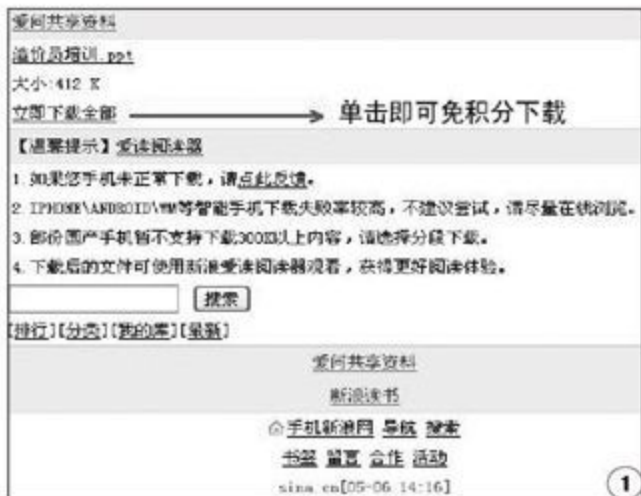 爱问共享资料
造价员培训.ppt
大小:412 K
立即下载全部 单击即可免积分下载
【温馨提示】爱读阅读器
1.如果您手机未正常下载，请点此反馈。
2.IPHONE\ANDROID\WM等智能手机下载失败率较高，不建议尝试，请尽量在线浏览。
3.部份国产手机暂不支持下载300KB以上内容，请选择分段下载。
4.下载后的文件可使用新浪爱读阅读器观看，获得更好阅读体验。
搜索
[排行][分类][我的库][最新]
爱问共享资料
新浪读书
手机新浪网 导航 搜索
书签 留言 合作 活动
sina.cn[05-06 14:16]
1